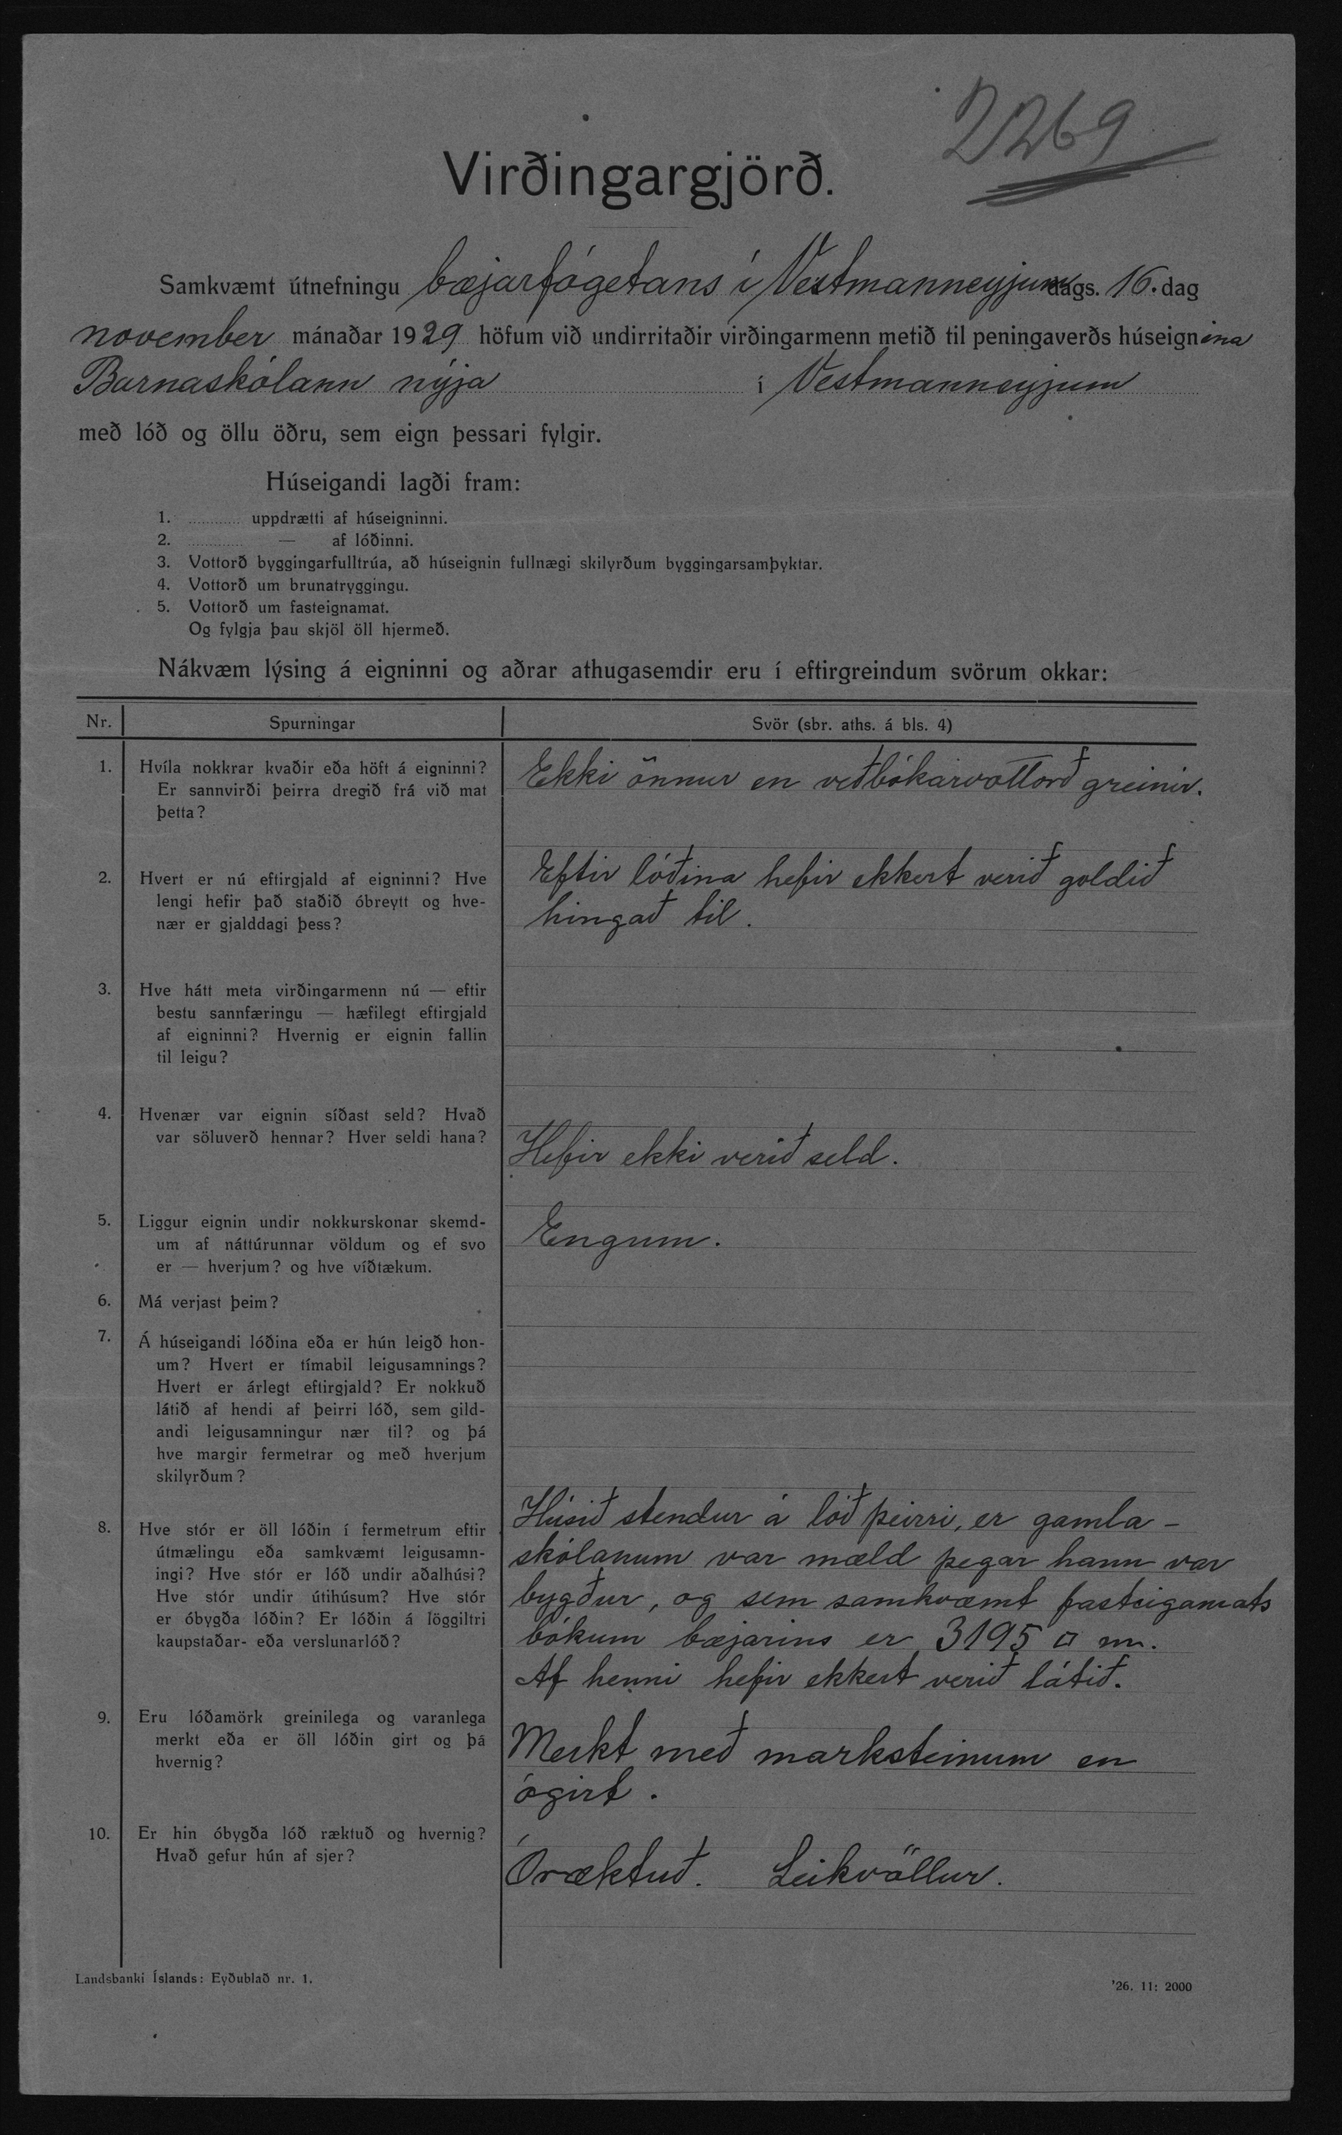 2269
Virðingargjörð.
Samkvæmt útnefningu bæjarfógetans í Vestmanneyjum dags. 16. dag
november mánaðar 1929 höfum við undirritaðir virðingarmenn metið til peningaverðs húseignina
Barnaskólann nýja í Vestmanneyjum
með lóð og öllu öðru, sem eign þessari fylgir.
Húseigandi lagði fram:
1. uppdrætti af húseigninni.
2. — af lóðinni.
3. Vottorð byggingarfulltrúa, að húseignin fullnægi skilyrðum byggingarsamþyktar.
4. Vottorð um brunatryggingu.
5. Vottorð um fasteignamat.
Og fylgja þau skjöl öll hjermeð.
Nákvæm lýsing á eigninni og aðrar athugasemdir eru í eftirgreindum svörum okkar:
Nr. Spurningar Svör (sbr. aths. á bls. 4)
1. Hvíla nokkrar kvaðir eða höft á eigninni?
Er sannvirði þeirra dregið frá við mat
þetta?
Ekki önnur en veðbókarvottorð greinir.
2. Hvert er nú eftirgjald af eigninni? Hve
lengi hefir það staðið óbreytt og hve-
nær er gjalddagi þess?
Eftir lóðina hefir ekkert verið goldið
hingað til.
3. Hve hátt meta virðingarmenn nú — eftir
bestu sannfæringu — hæfilegt eftirgjald
af eigninni? Hvernig er eignin fallin
til leigu?
4. Hvenær var eignin síðast seld? Hvað
var söluverð hennar? Hver seldi hana?
Hefir ekki verið seld.
5. Liggur eignin undir nokkurskonar skemd-
um af náttúrunnar völdum og ef svo
er — hverjum? og hve víðtækum.
Engum.
6. Má verjast þeim?
7. Á húseigandi lóðina eða er hún leigð hon-
um? Hvert er tímabil leigusamnings?
Hvert er árlegt eftirgjald? Er nokkuð
látið af hendi af þeirri lóð, sem gild-
andi leigusamningur nær til? og þá
hve margir fermetrar og með hverjum
skilyrðum?
8. Hve stór er öll lóðin í fermetrum eftir
útmælingu eða samkvæmt leigusamn-
ingi? Hve stór er lóð undir aðalhúsi?
Hve stór undir útihúsum? Hve stór
er óbygða lóðin? Er lóðin á löggiltri
kaupstaðar- eða verslunarlóð?
Húsið stendur á lóð þeirri, er gamla-
skólanum var mæld þegar hann var
bygður, og sem samkvæmt fasteigamats
bókum bæjarins er 3195 □ m.
Af henni hefir ekkert verið látið.
9. Eru lóðamörk greinilega og varanlega
merkt eða er öll lóðin girt og þá
hvernig?
Merkt með marksteinum en
ógirt.
10. Er hin óbygða lóð ræktuð og hvernig?
Hvað gefur hún af sjer?
Óræktuð. Leikvöllur.
Landsbanki Íslands: Eyðublað nr. 1. '26. 11: 2000